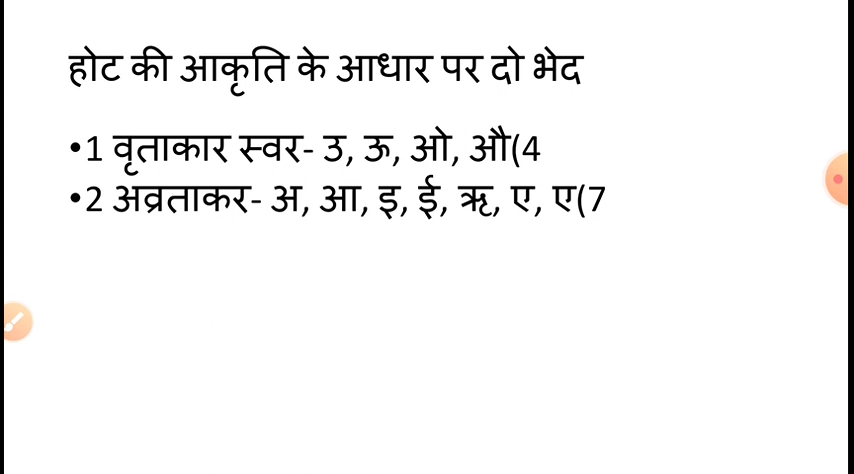 होट की आकृति के आधार पर दो भेद
•1 वृताकार स्वर- उ, ऊ, ओ, औ(4
•2 अव्रताकर- अ, आ, इ, ई, ऋ, ए, ए(7